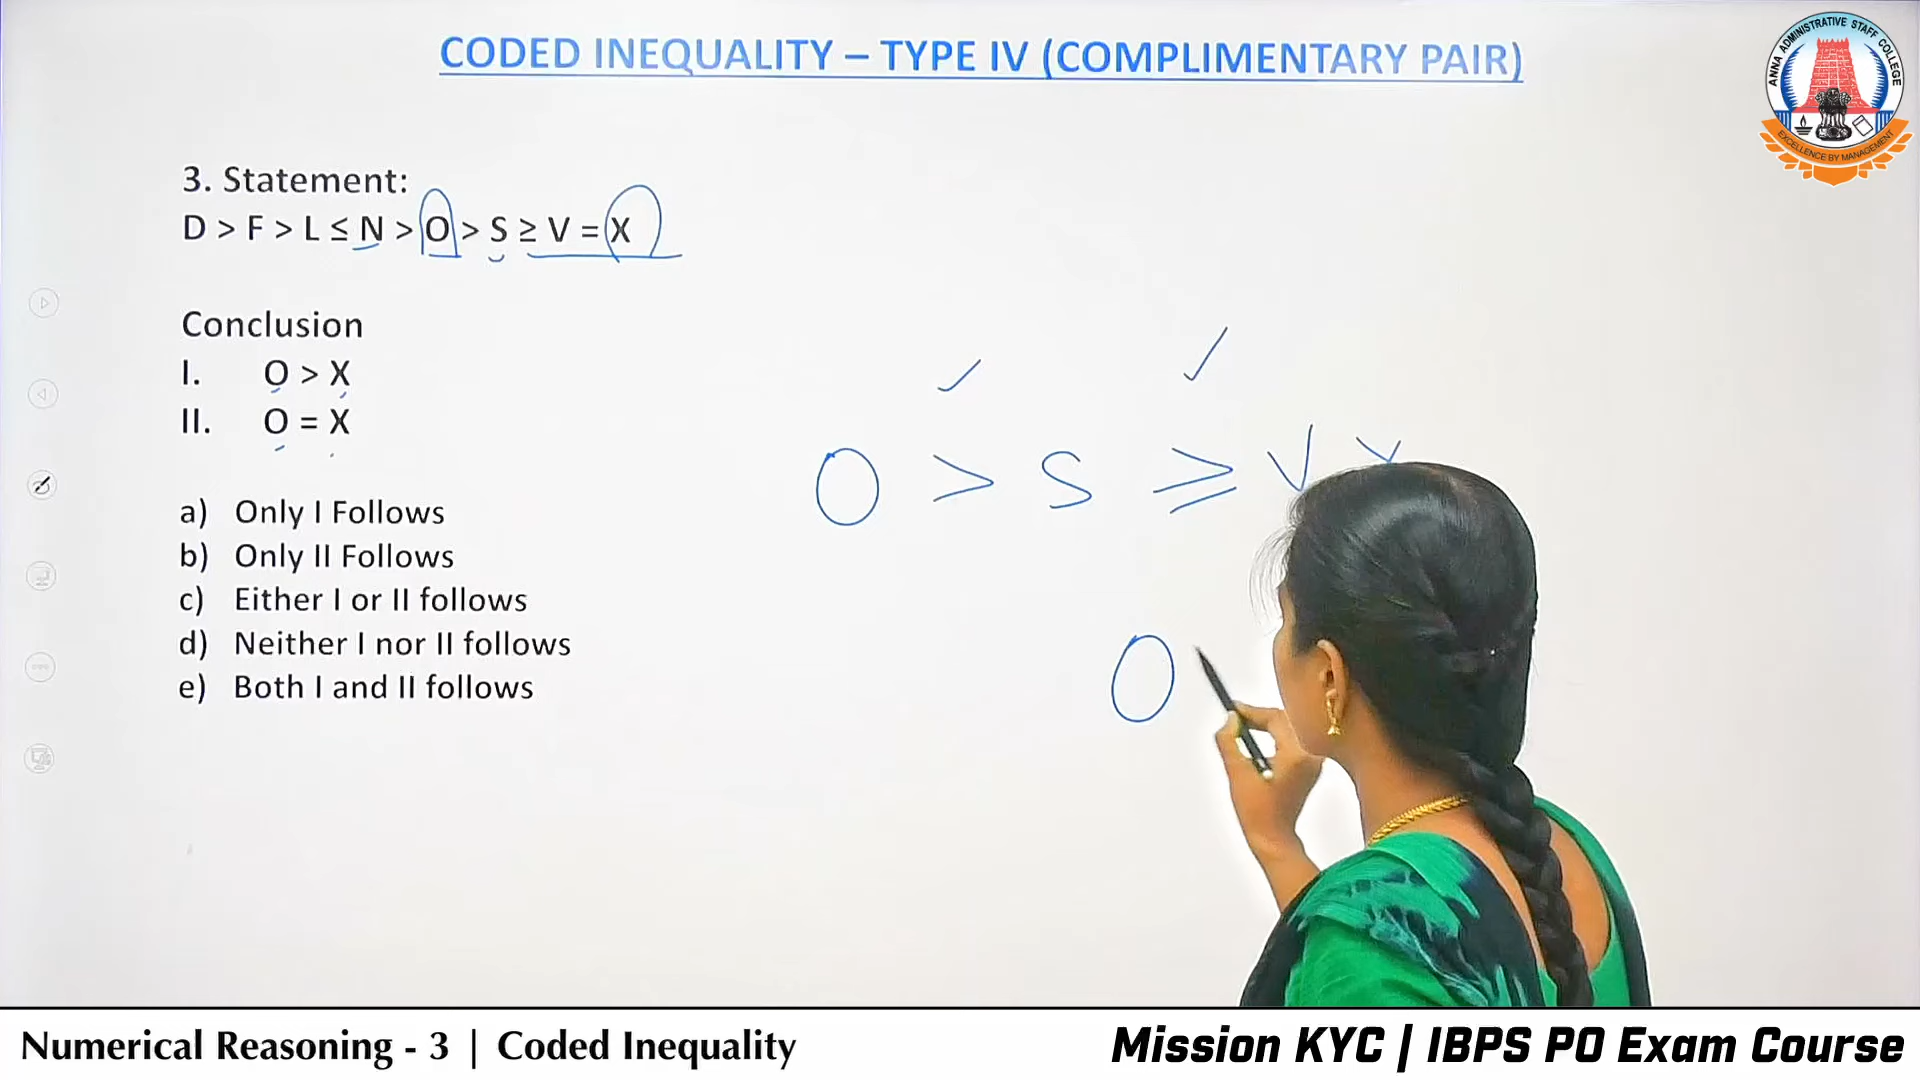 CODED INEQUALITY – TYPE IV (COMPLIMENTARY PAIR)
ANNA ADMINISTRATIVE STAFF COLLEGE
EXCELLENCE BY MANAGEMENT
3. Statement:
D > F > L ≤ N > O > S ≥ V = X
Conclusion
I. O > X
II. O = X
O > S ≥ V
a) Only I Follows
b) Only II Follows
c) Either I or II follows
d) Neither I nor II follows
e) Both I and II follows
O
Numerical Reasoning - 3 | Coded Inequality
Mission KYC | IBPS PO Exam Course